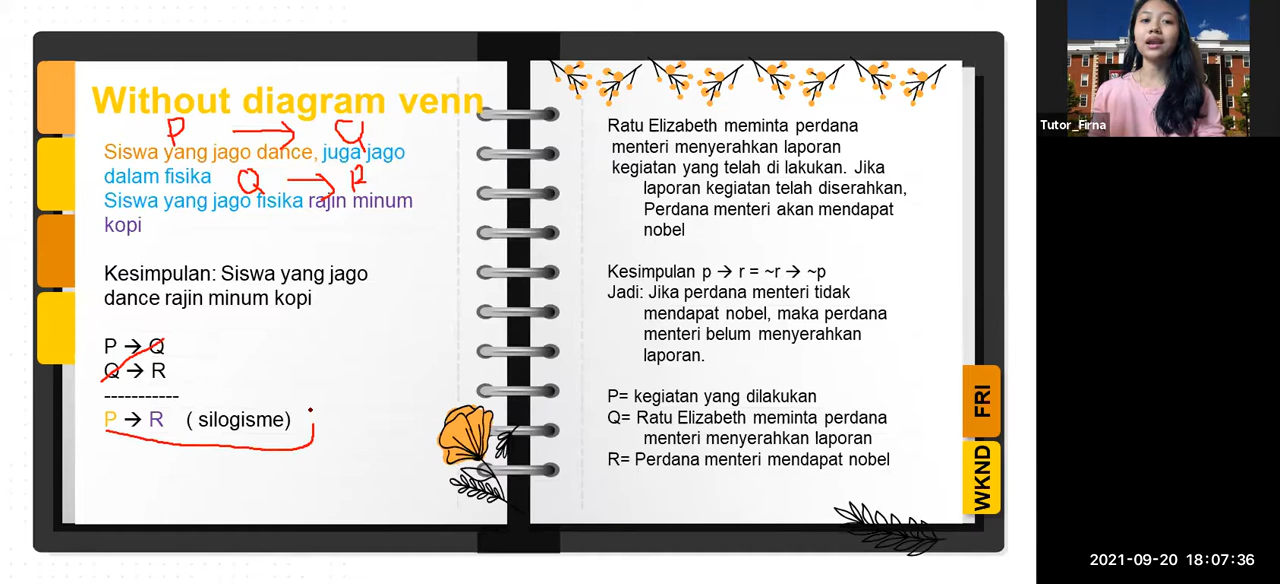 Without diagram venn
P → Q
Siswa yang jago dance, juga jago
dalam fisika
Q → R
Siswa yang jago fisika rajin minum
kopi
Kesimpulan: Siswa yang jago
dance rajin minum kopi
P → Q
Q → R
-----------
P → R ( silogisme)
Ratu Elizabeth meminta perdana
menteri menyerahkan laporan
kegiatan yang telah di lakukan. Jika
laporan kegiatan telah diserahkan,
Perdana menteri akan mendapat
nobel
Kesimpulan p → r = ~r → ~p
Jadi: Jika perdana menteri tidak
mendapat nobel, maka perdana
menteri belum menyerahkan
laporan.
P= kegiatan yang dilakukan
Q= Ratu Elizabeth meminta perdana
menteri menyerahkan laporan
R= Perdana menteri mendapat nobel
FRI
WKND
Tutor_Firna
2021-09-20 18:07:36